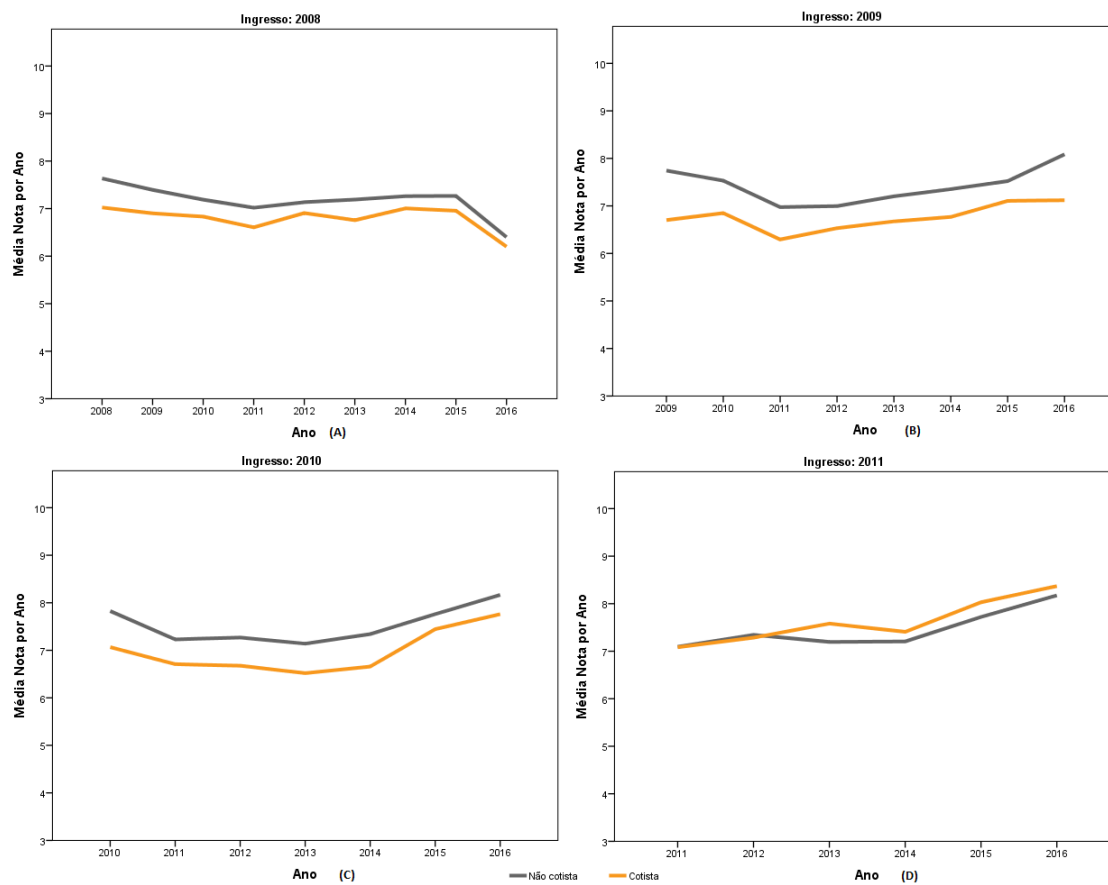 Ingresso: 2008
Média Nota por Ano
10
9
8
7
6
5
4
3
2008 2009 2010 2011 2012 2013 2014 2015 2016
Ano (A)
Ingresso: 2009
Média Nota por Ano
10
9
8
7
6
5
4
3
2009 2010 2011 2012 2013 2014 2015 2016
Ano (B)
Ingresso: 2010
Média Nota por Ano
10
9
8
7
6
5
4
3
2010 2011 2012 2013 2014 2015 2016
Ano (C)
Ingresso: 2011
Média Nota por Ano
10
9
8
7
6
5
4
3
2011 2012 2013 2014 2015 2016
Ano (D)
Não cotista Cotista